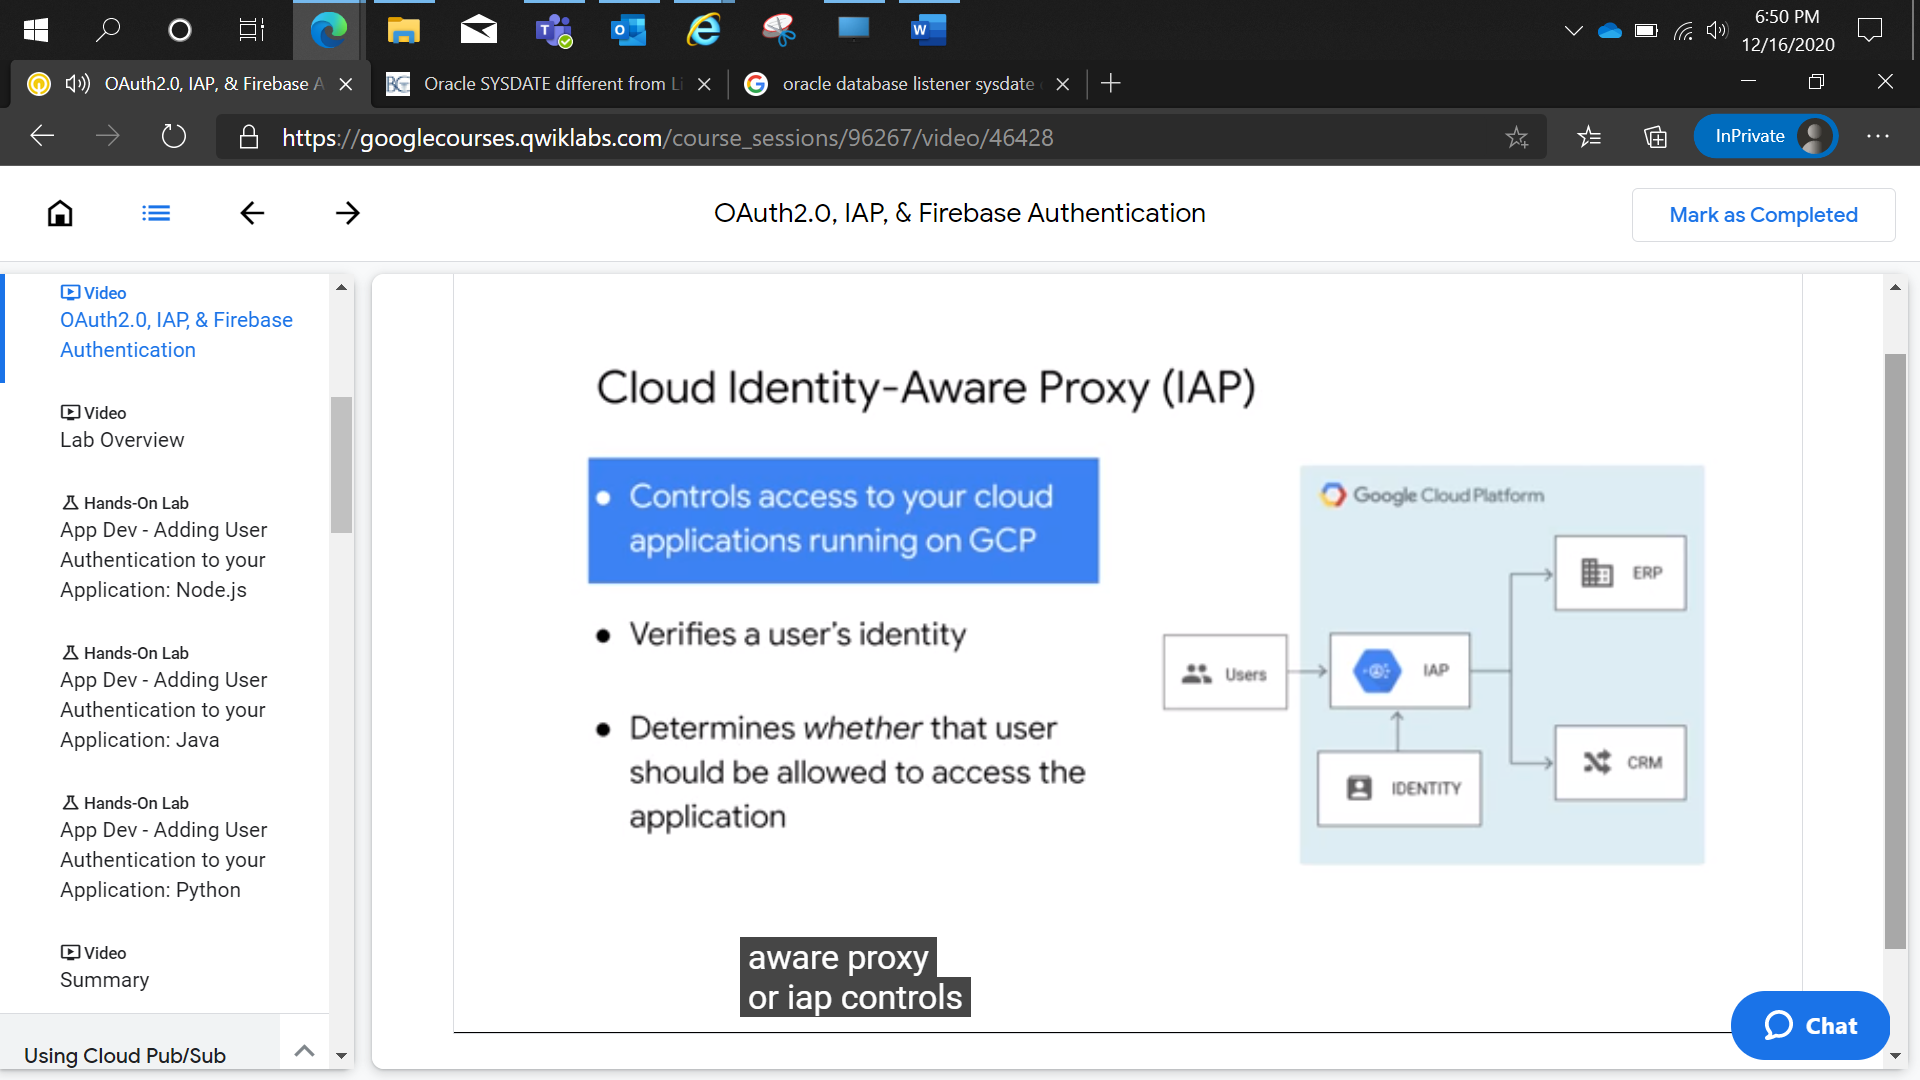 6:50 PM
12/16/2020
OAuth2.0, IAP, & Firebase A
Oracle SYSDATE different from Li
oracle database listener sysdate
https://googlecourses.qwiklabs.com/course_sessions/96267/video/46428
InPrivate
OAuth2.0, IAP, & Firebase Authentication
Mark as Completed
Video
OAuth2.0, IAP, & Firebase
Authentication
Video
Lab Overview
Hands-On Lab
App Dev - Adding User
Authentication to your
Application: Node.js
Hands-On Lab
App Dev - Adding User
Authentication to your
Application: Java
Hands-On Lab
App Dev - Adding User
Authentication to your
Application: Python
Video
Summary
Using Cloud Pub/Sub
Cloud Identity-Aware Proxy (IAP)
● Controls access to your cloud
applications running on GCP
● Verifies a user's identity
● Determines whether that user
should be allowed to access the
application
Google Cloud Platform
Users
IAP
IDENTITY
ERP
CRM
aware proxy
or iap controls
Chat